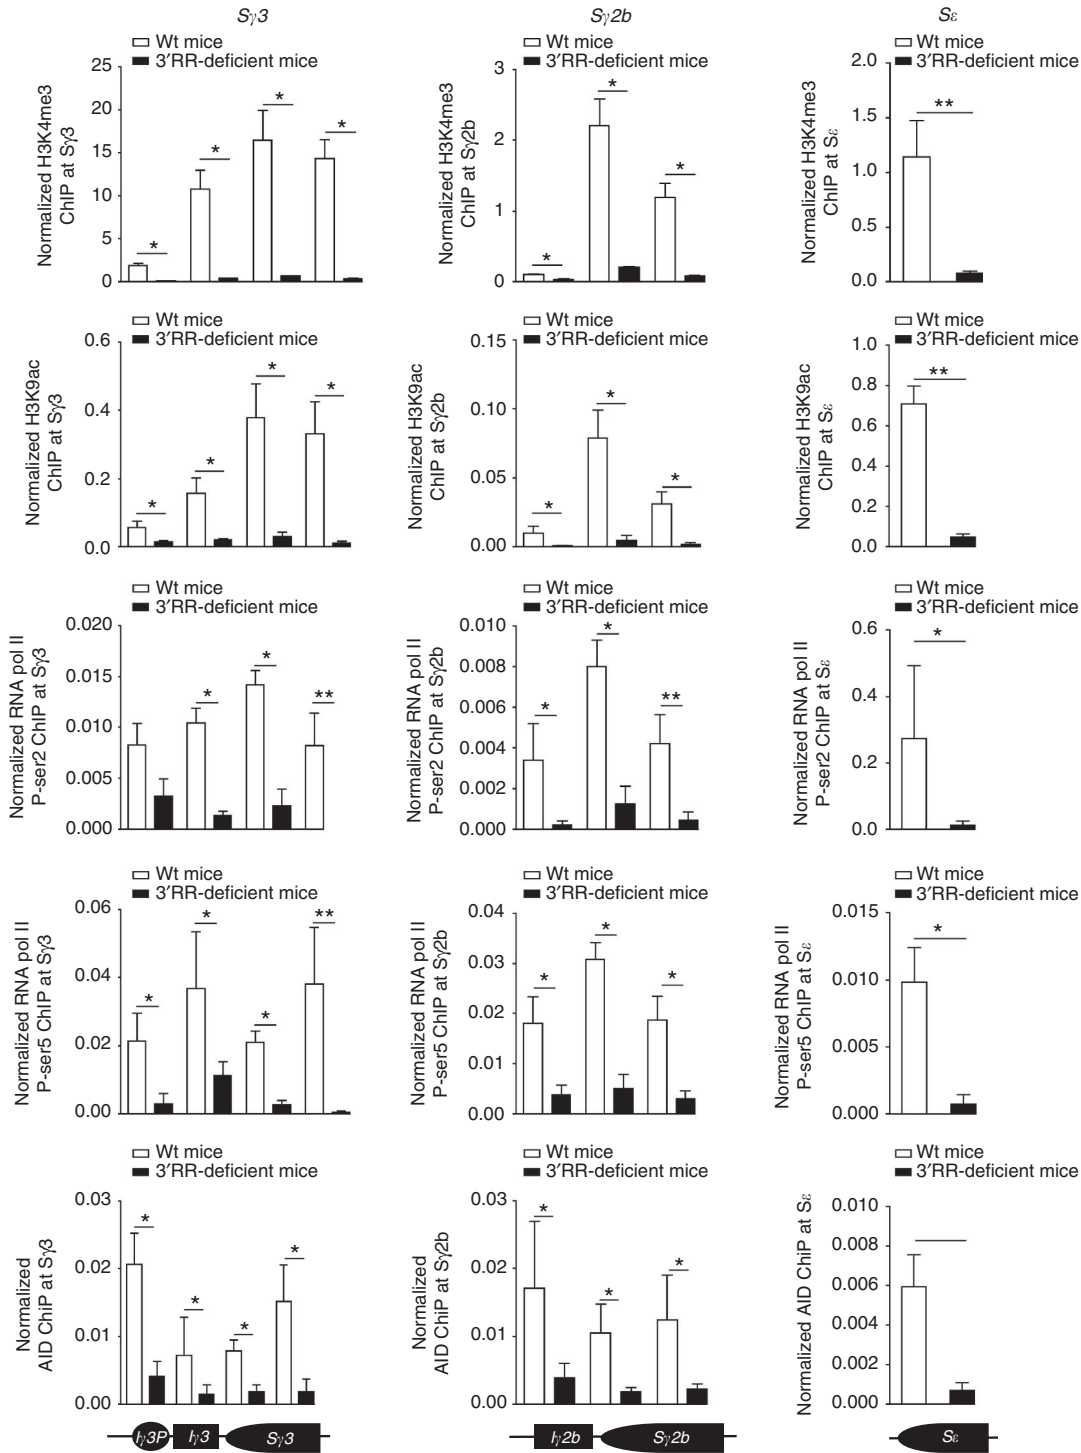 Sγ3
Sγ2b
Sε
Wt mice
3′RR-deficient mice
Normalized H3K4me3
ChIP at Sγ3
25
20
15
10
5
0
*
*
*
*
Wt mice
3′RR-deficient mice
Normalized H3K4me3
ChIP at Sγ2b
3
2
1
0
*
*
*
Wt mice
3′RR-deficient mice
Normalized H3K4me3
ChIP at Sε
2.0
1.5
1.0
0.5
0.0
**
Wt mice
3′RR-deficient mice
Normalized H3K9ac
ChIP at Sγ3
0.6
0.4
0.2
0.0
*
*
*
*
Wt mice
3′RR-deficient mice
Normalized H3K9ac
ChIP at Sγ2b
0.15
0.10
0.05
0.00
*
*
*
Wt mice
3′RR-deficient mice
Normalized H3K9ac
ChIP at Sε
1.0
0.8
0.6
0.4
0.2
0.0
**
Wt mice
3′RR-deficient mice
Normalized RNA pol II
P-ser2 ChIP at Sγ3
0.020
0.015
0.010
0.005
0.000
*
*
**
Wt mice
3′RR-deficient mice
Normalized RNA pol II
P-ser2 ChIP at Sγ2b
0.010
0.008
0.006
0.004
0.002
0.000
*
*
**
Wt mice
3′RR-deficient mice
Normalized RNA pol II
P-ser2 ChIP at Sε
0.6
0.4
0.2
0.0
*
Wt mice
3′RR-deficient mice
Normalized RNA pol II
P-ser5 ChIP at Sγ3
0.06
0.04
0.02
0.00
*
*
*
**
Wt mice
3′RR-deficient mice
Normalized RNA pol II
P-ser5 ChIP at Sγ2b
0.04
0.03
0.02
0.01
0.00
*
*
*
Wt mice
3′RR-deficient mice
Normalized RNA pol II
P-ser5 ChIP at Sε
0.015
0.010
0.005
0.000
*
Wt mice
3′RR-deficient mice
Normalized
AID ChiP at Sγ3
0.03
0.02
0.01
0.00
*
*
*
*
Wt mice
3′RR-deficient mice
Normalized
AID ChiP at Sγ2b
0.03
0.02
0.01
0.00
*
*
*
Wt mice
3′RR-deficient mice
Normalized AID ChiP at Sε
0.010
0.008
0.006
0.004
0.002
0.000
Iγ3P
Iγ3
Sγ3
Iγ2b
Sγ2b
Sε